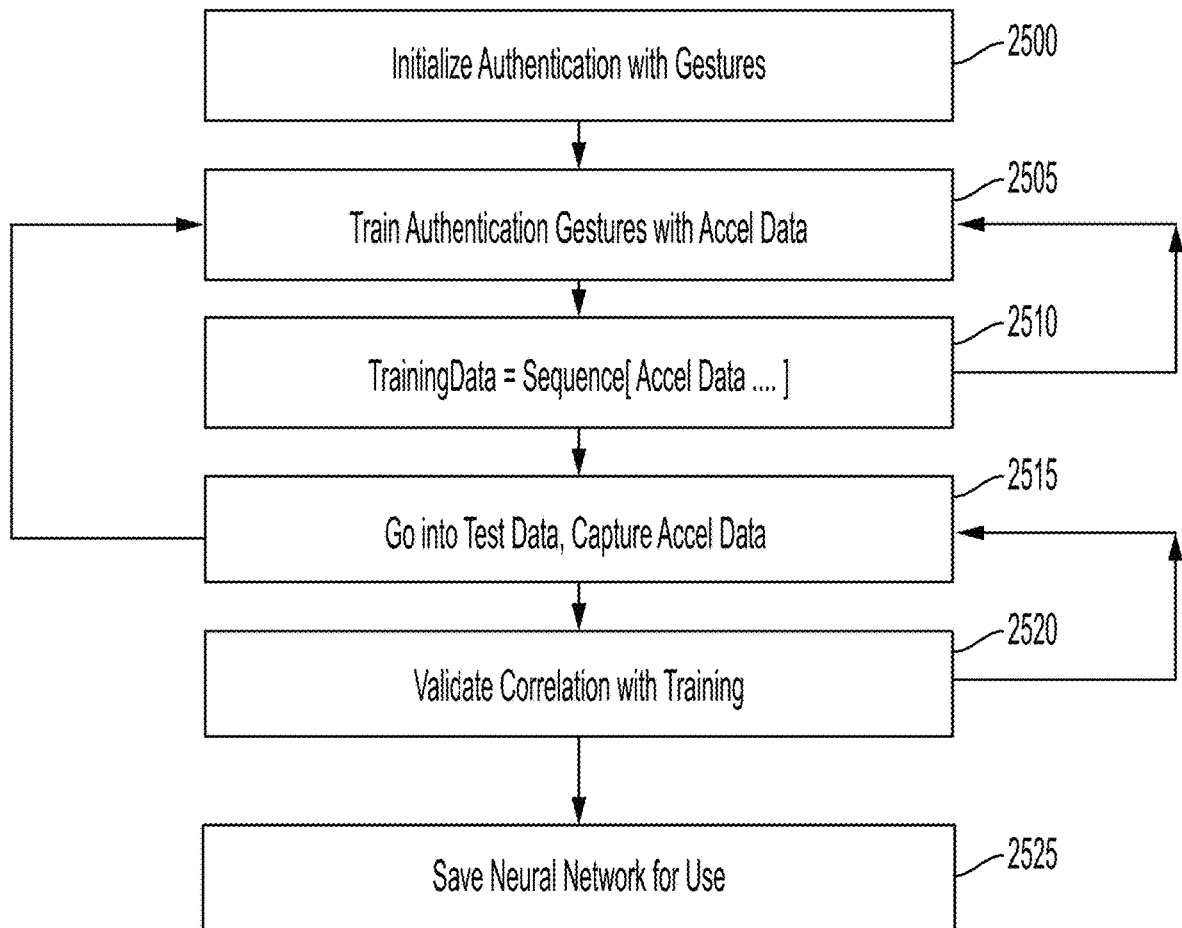 Initialize Authentication with Gestures
2500
Train Authentication Gestures with Accel Data
2505
TrainingData = Sequence[ Accel Data .... ]
2510
Go into Test Data, Capture Accel Data
2515
Validate Correlation with Training
2520
Save Neural Network for Use
2525